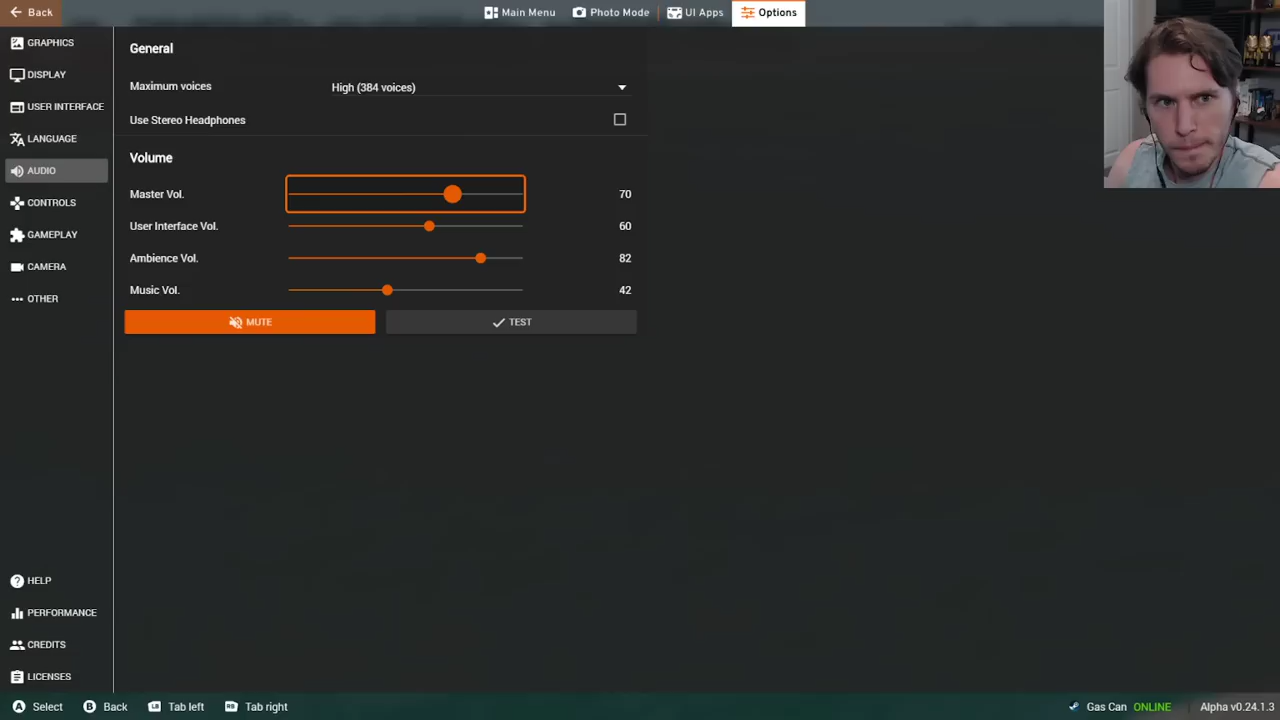 Back
Main Menu
Photo Mode
UI Apps
Options
GRAPHICS
DISPLAY
USER INTERFACE
LANGUAGE
AUDIO
CONTROLS
GAMEPLAY
CAMERA
OTHER
General
Maximum voices High (384 voices)
Use Stereo Headphones
Volume
Master Vol. 70
User Interface Vol. 60
Ambience Vol. 82
Music Vol. 42
MUTE TEST
HELP
PERFORMANCE
CREDITS
LICENSES
A Select B Back LB Tab left RB Tab right Gas Can ONLINE Alpha v0.24.1.3